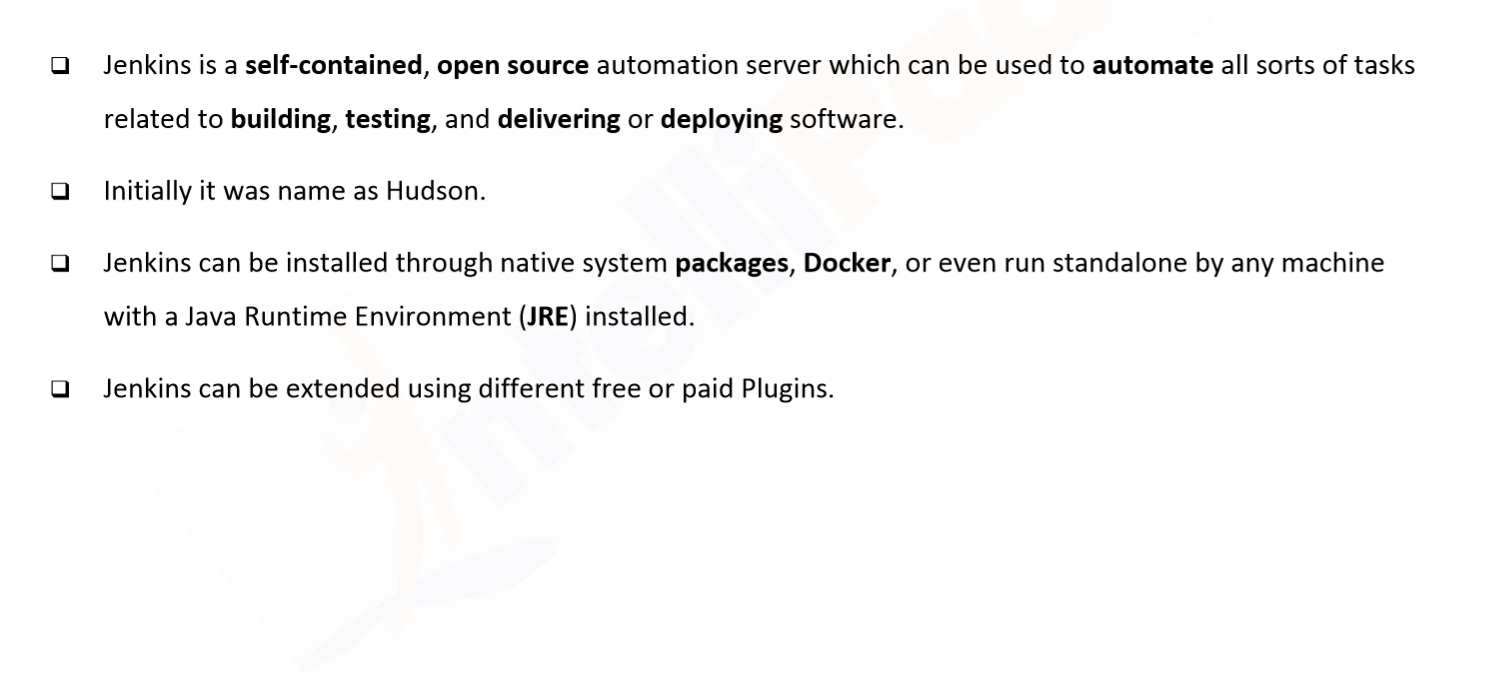 ❑ Jenkins is a self-contained, open source automation server which can be used to automate all sorts of tasks
related to building, testing, and delivering or deploying software.
❑ Initially it was name as Hudson.
❑ Jenkins can be installed through native system packages, Docker, or even run standalone by any machine
with a Java Runtime Environment (JRE) installed.
❑ Jenkins can be extended using different free or paid Plugins.